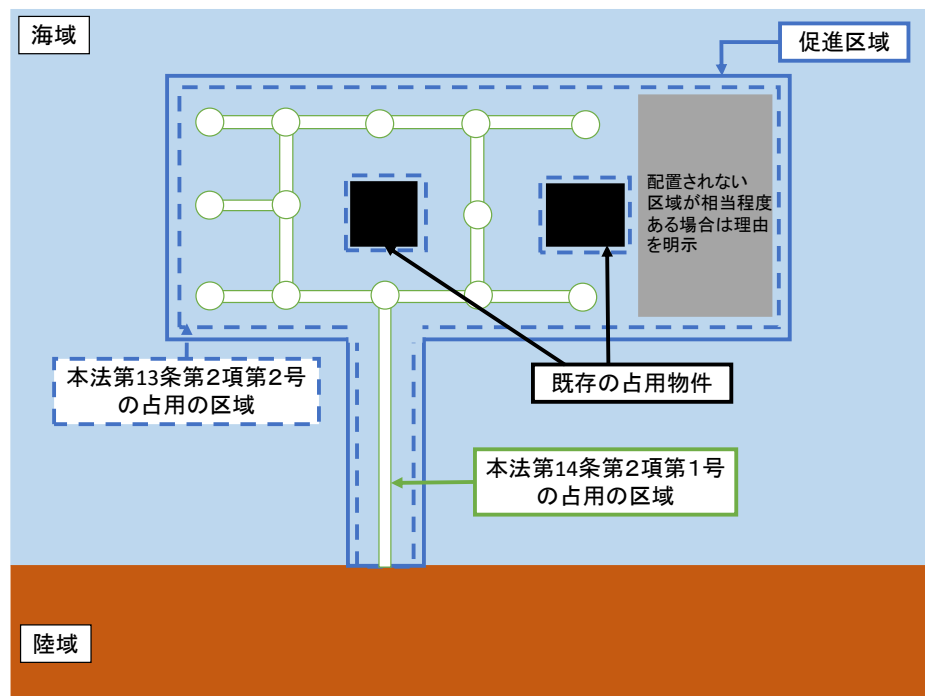 海域
促進区域
配置されない
区域が相当程度
ある場合は理由
を明示
本法第13条第２項第２号
の占用の区域
既存の占用物件
本法第14条第２項第１号
の占用の区域
陸域